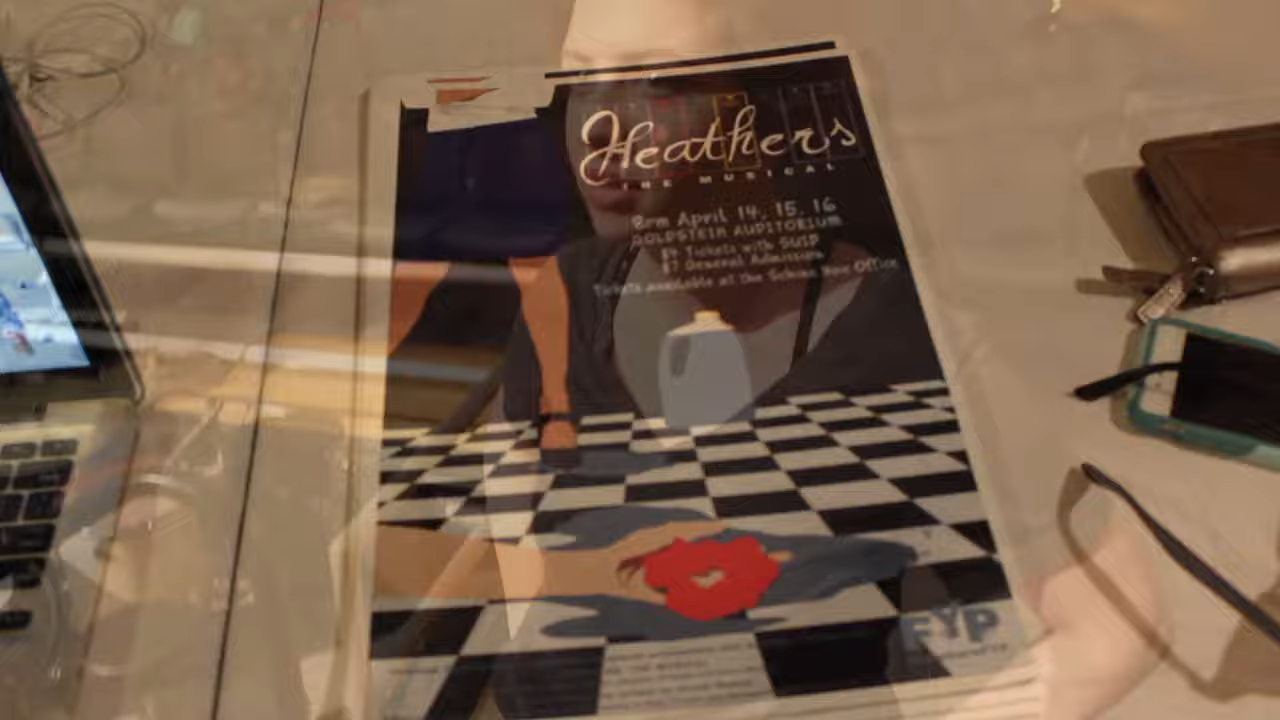 Heathers
THE MUSICAL
8pm April 14, 15, 16
GOLDSTEIN AUDITORIUM
$4 Tickets with SUID
$7 General Admission
Tickets available at the Schine Box Office
FYP